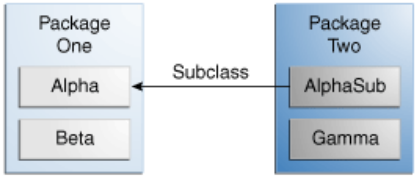 Package
One
Alpha
Beta
Subclass
Package
Two
AlphaSub
Gamma